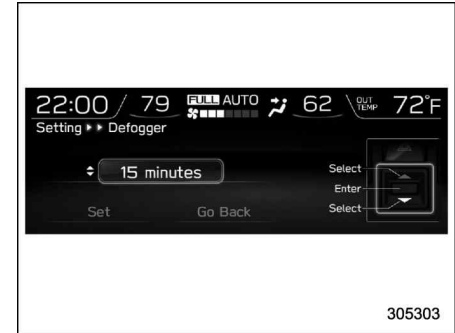 22:00 / 79 FULL AUTO 62 OUT TEMP 72°F
Setting ▸▸ Defogger
15 minutes
Select
Enter
Set Go Back
Select
305303